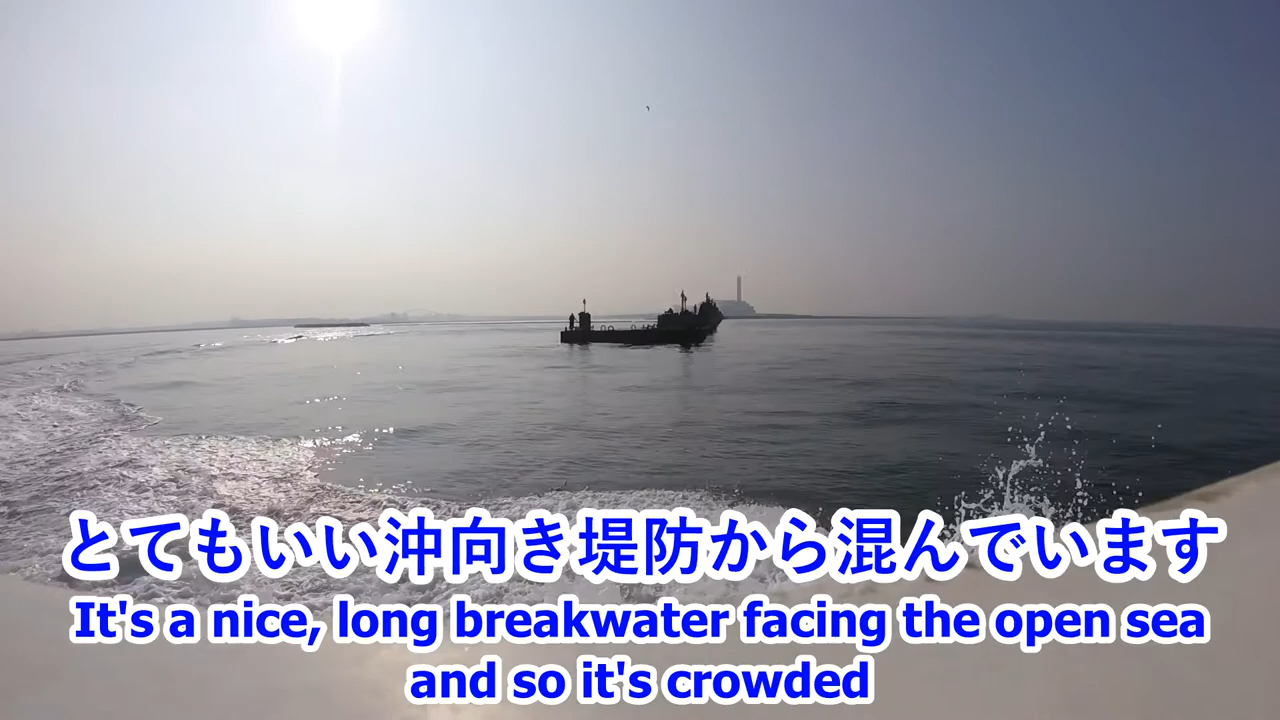 とてもいい沖向き堤防から混んでいます
It's a nice, long breakwater facing the open sea
and so it's crowded